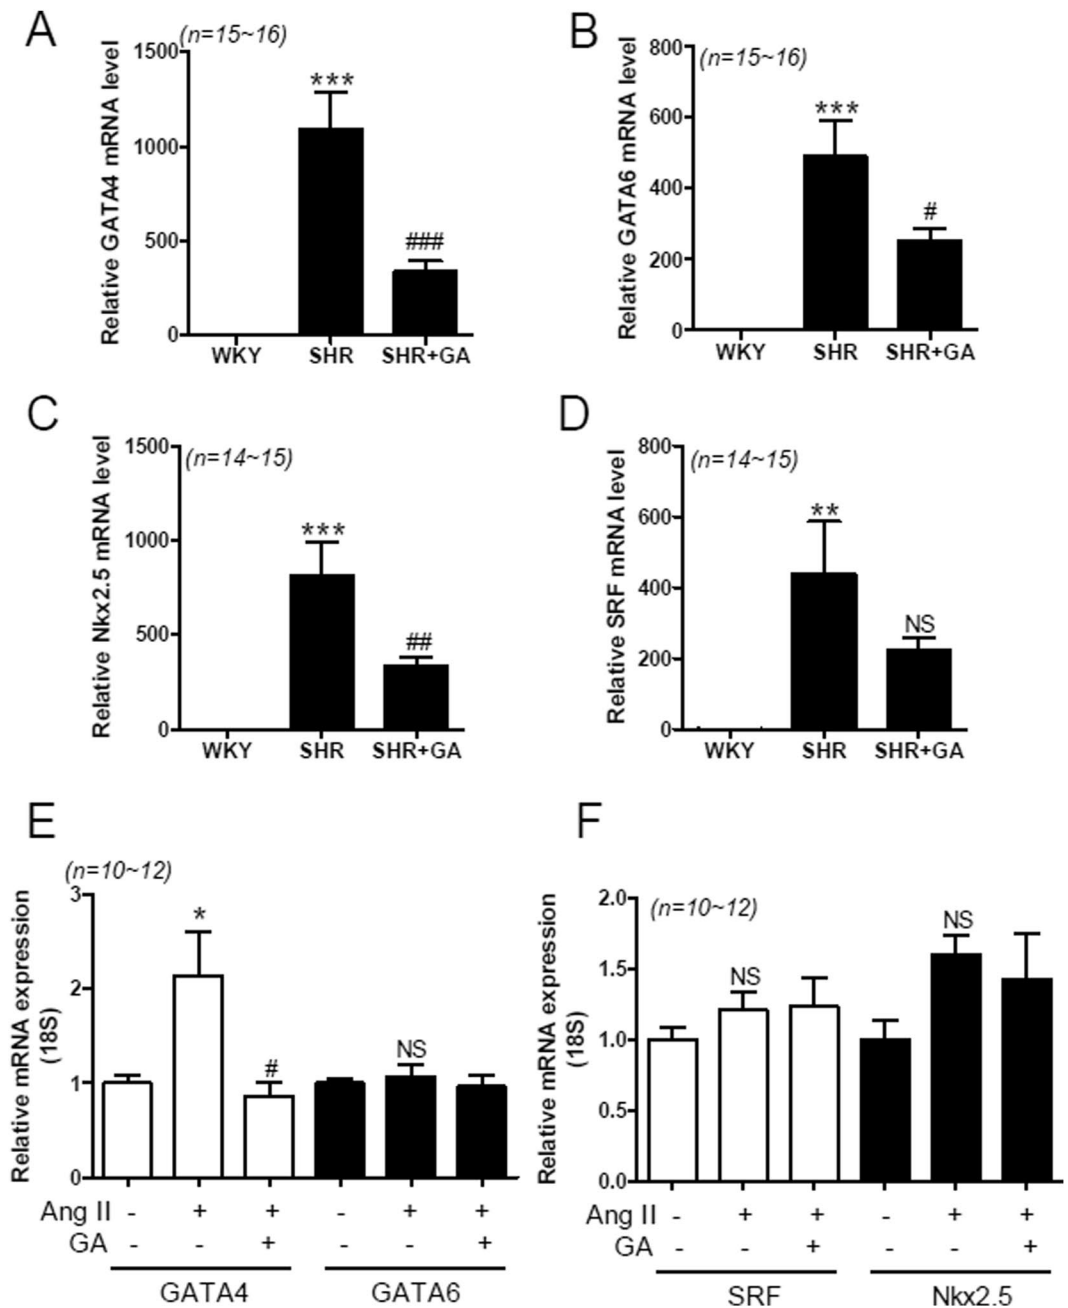 A
(n=15~16)
Relative GATA4 mRNA level
1500
1000
500
0
***
###
WKY SHR SHR+GA
B
(n=15~16)
Relative GATA6 mRNA level
800
600
400
200
0
***
#
WKY SHR SHR+GA
C
(n=14~15)
Relative Nkx2.5 mRNA level
1500
1000
500
0
***
##
WKY SHR SHR+GA
D
(n=14~15)
Relative SRF mRNA level
800
600
400
200
0
**
NS
WKY SHR SHR+GA
E
(n=10~12)
Relative mRNA expression
(18S)
3
2
1
0
*
#
NS
Ang II - + + - + +
GA - - + - - +
GATA4 GATA6
F
(n=10~12)
Relative mRNA expression
(18S)
2.0
1.5
1.0
0.5
0.0
NS
NS
Ang II - + + - + +
GA - - + - - +
SRF Nkx2.5